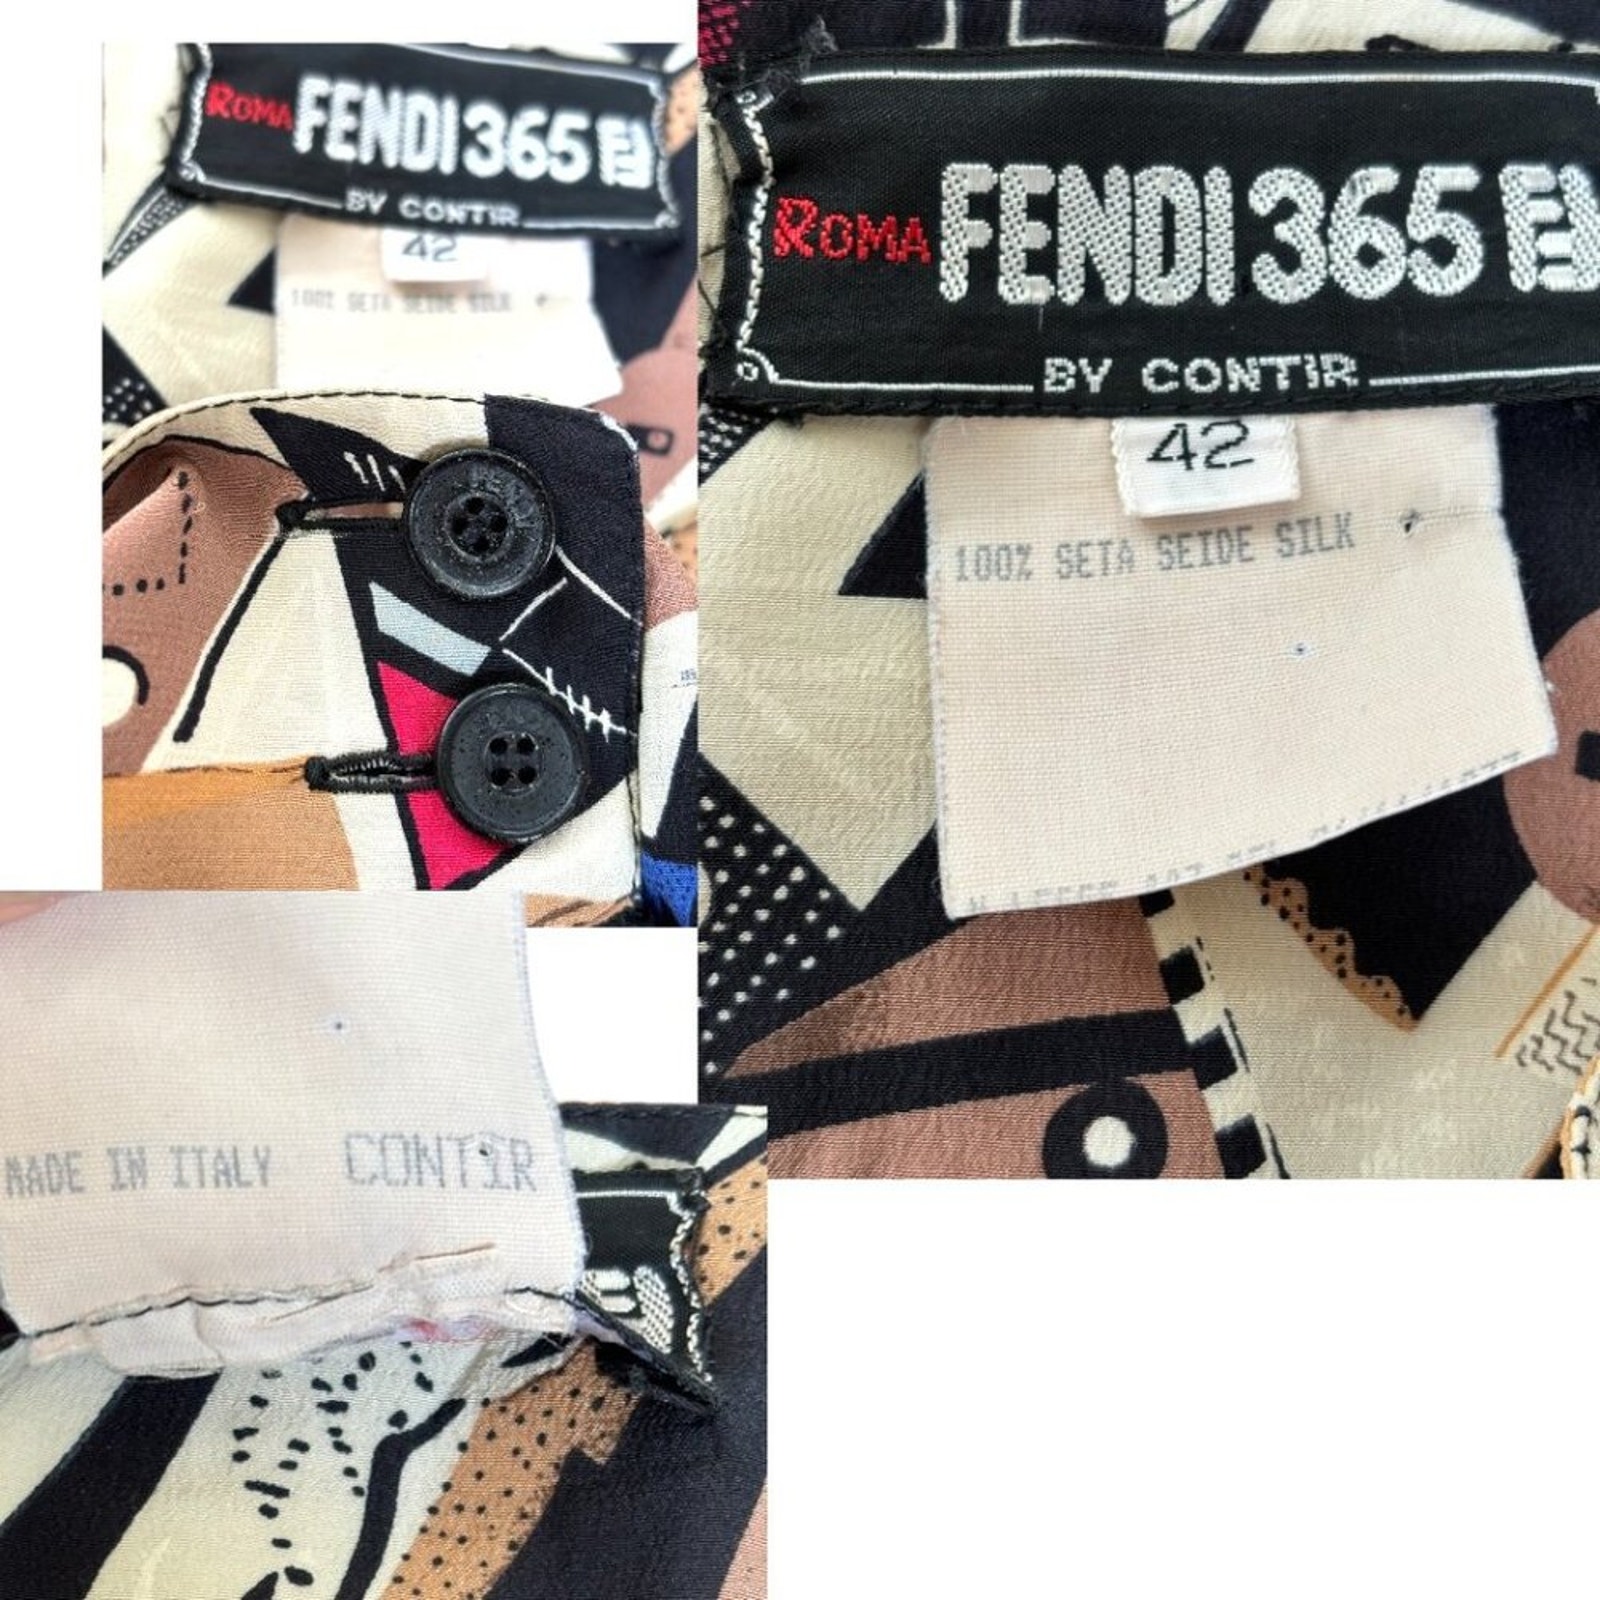 ROMA FENDI 365
BY CONTIR
42
100% SETA SEIDE SILK
ROMA FENDI 365
BY CONTIR
42
100% SETA SEIDE SILK
MADE IN ITALY CONTIR